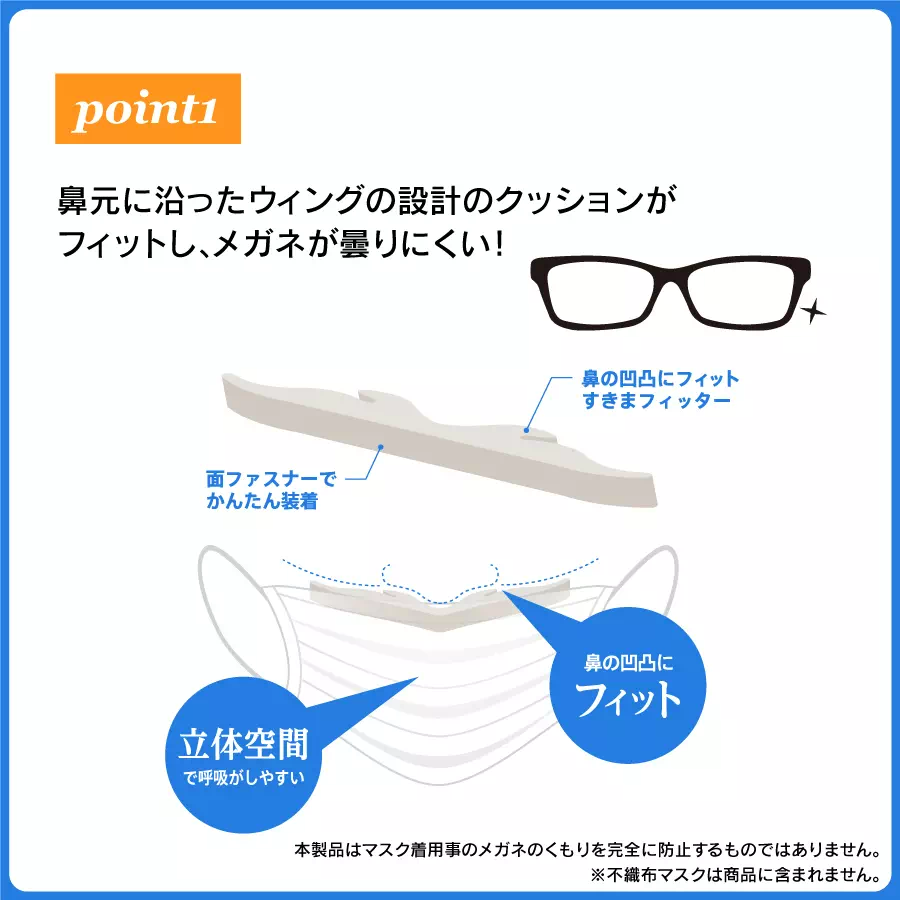 point1
鼻元に沿ったウィングの設計のクッションが
フィットし、メガネが曇りにくい!
鼻の凹凸にフィット
すきまフィッター
面ファスナーで
かんたん装着
鼻の凹凸に
フィット
立体空間
で呼吸がしやすい
本製品はマスク着用事のメガネのくもりを完全に防止するものではありません。
※不織布マスクは商品に含まれません。